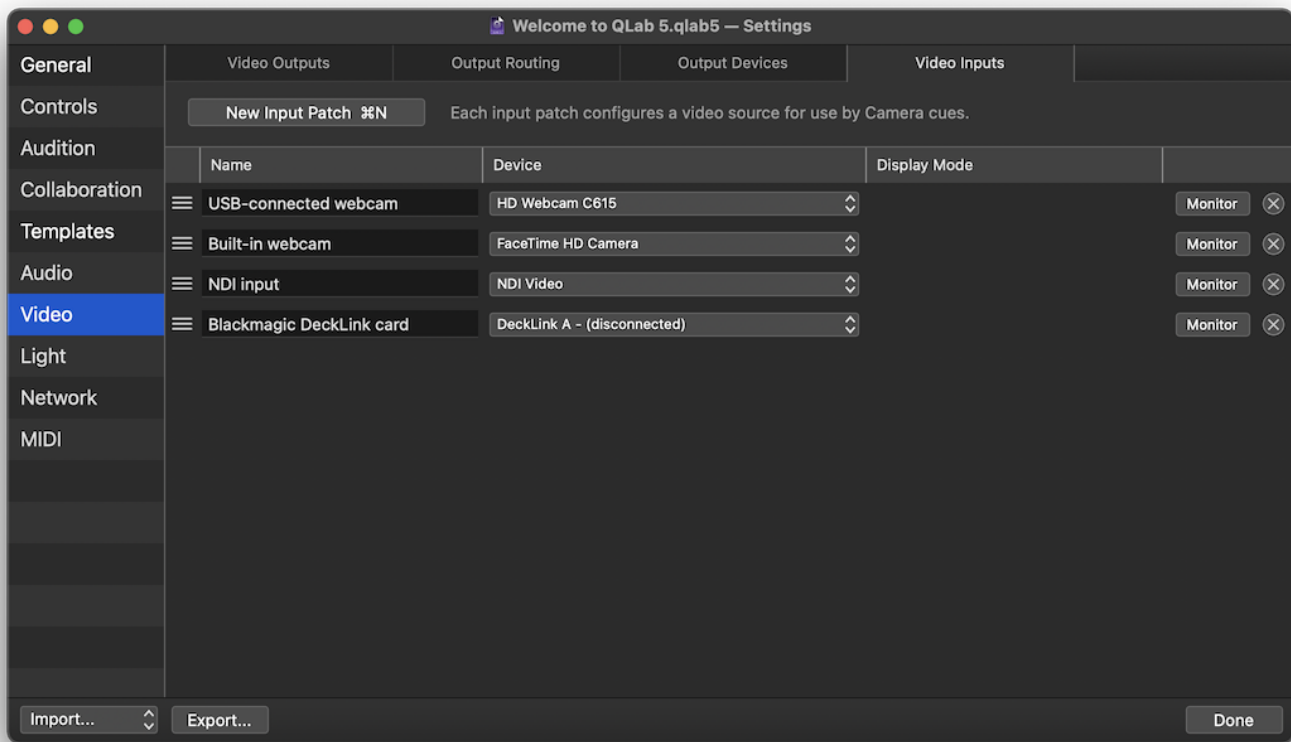 Welcome to QLab 5.qlab5 — Settings
General
Controls
Audition
Collaboration
Templates
Audio
Video
Light
Network
MIDI
Video Outputs
Output Routing
Output Devices
Video Inputs
New Input Patch ⌘N
Each input patch configures a video source for use by Camera cues.
Name
Device
Display Mode
USB-connected webcam
HD Webcam C615
Monitor
Built-in webcam
FaceTime HD Camera
Monitor
NDI input
NDI Video
Monitor
Blackmagic DeckLink card
DeckLink A - (disconnected)
Monitor
Import...
Export...
Done